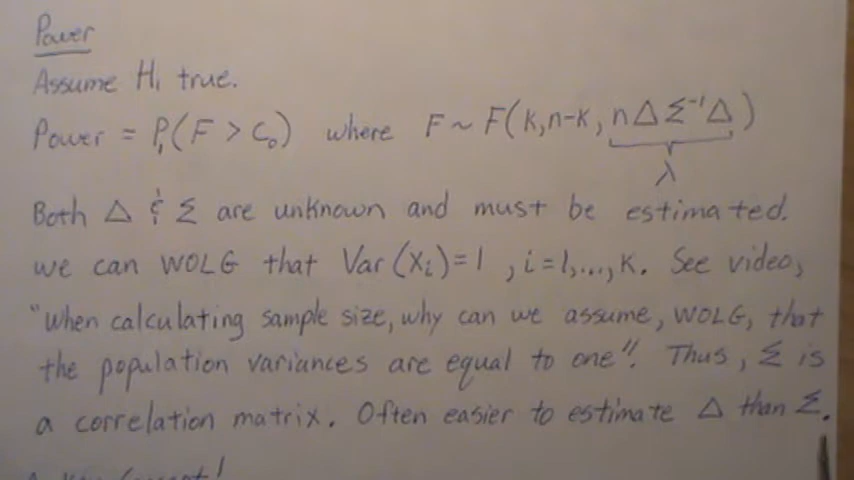 Power
Assume H₁ true.
Power = P₁(F > C₀) where F ~ F(K, n-K, nΔΣ⁻¹Δ)
λ
Both Δ & Σ are unknown and must be estimated.
we can WOLG that Var(Xᵢ)=1 , i=1,...,K. See video,
"when calculating sample size, why can we assume, WOLG, that
the population variances are equal to one". Thus, Σ is
a correlation matrix. Often easier to estimate Δ than Σ.